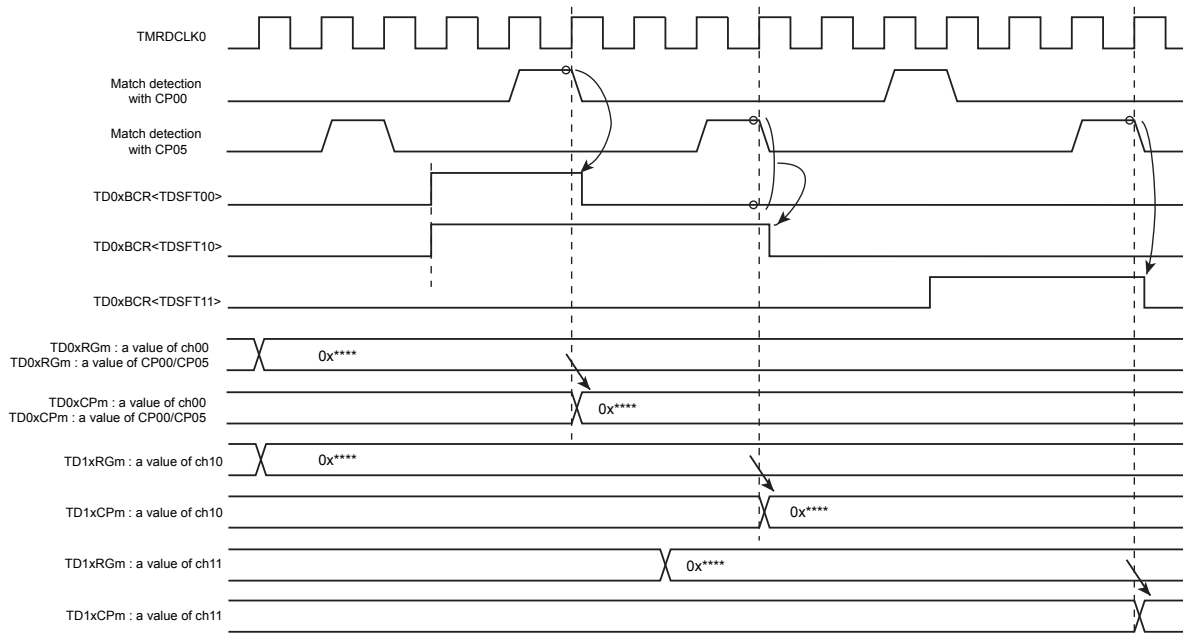 TMRDCLK0
Match detection
with CP00
Match detection
with CP05
TD0xBCR<TDSFT00>
TD0xBCR<TDSFT10>
TD0xBCR<TDSFT11>
TD0xRGm : a value of ch00
TD0xRGm : a value of CP00/CP05
0x****
TD0xCPm : a value of ch00
TD0xCPm : a value of CP00/CP05
0x****
TD1xRGm : a value of ch10
0x****
TD1xCPm : a value of ch10
0x****
TD1xRGm : a value of ch11
0x****
TD1xCPm : a value of ch11